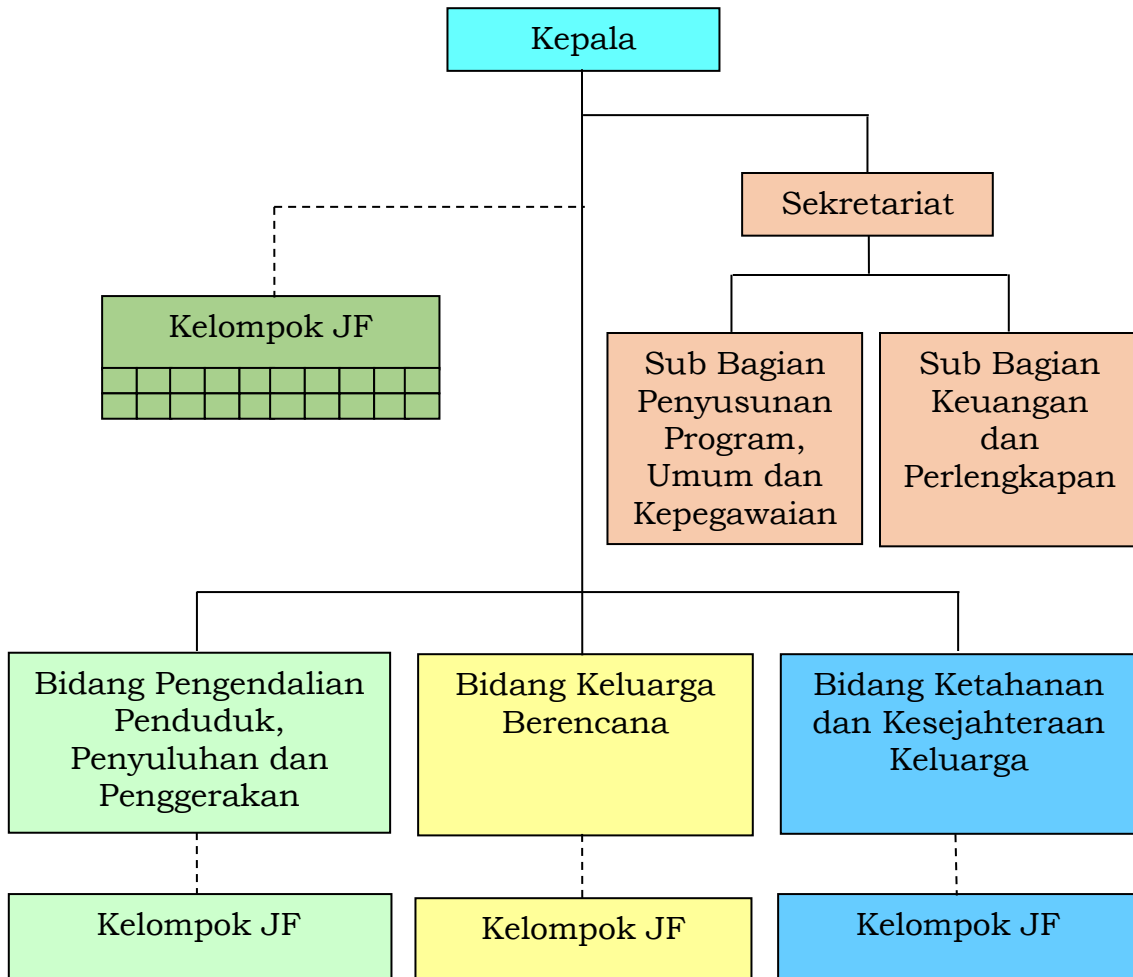 Kepala
Sekretariat
Kelompok JF
Sub Bagian
Penyusunan
Program,
Umum dan
Kepegawaian
Sub Bagian
Keuangan
dan
Perlengkapan
Bidang Pengendalian
Penduduk,
Penyuluhan dan
Penggerakan
Bidang Keluarga
Berencana
Bidang Ketahanan
dan Kesejahteraan
Keluarga
Kelompok JF
Kelompok JF
Kelompok JF